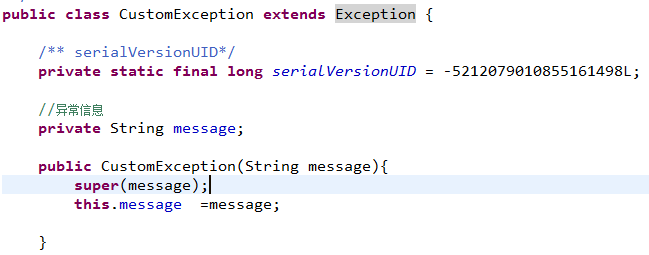 public class CustomException extends Exception {
/** serialVersionUID*/
private static final long serialVersionUID = -5212079010855161498L;
//异常信息
private String message;
public CustomException(String message){
super(message);
this.message  =message;
}